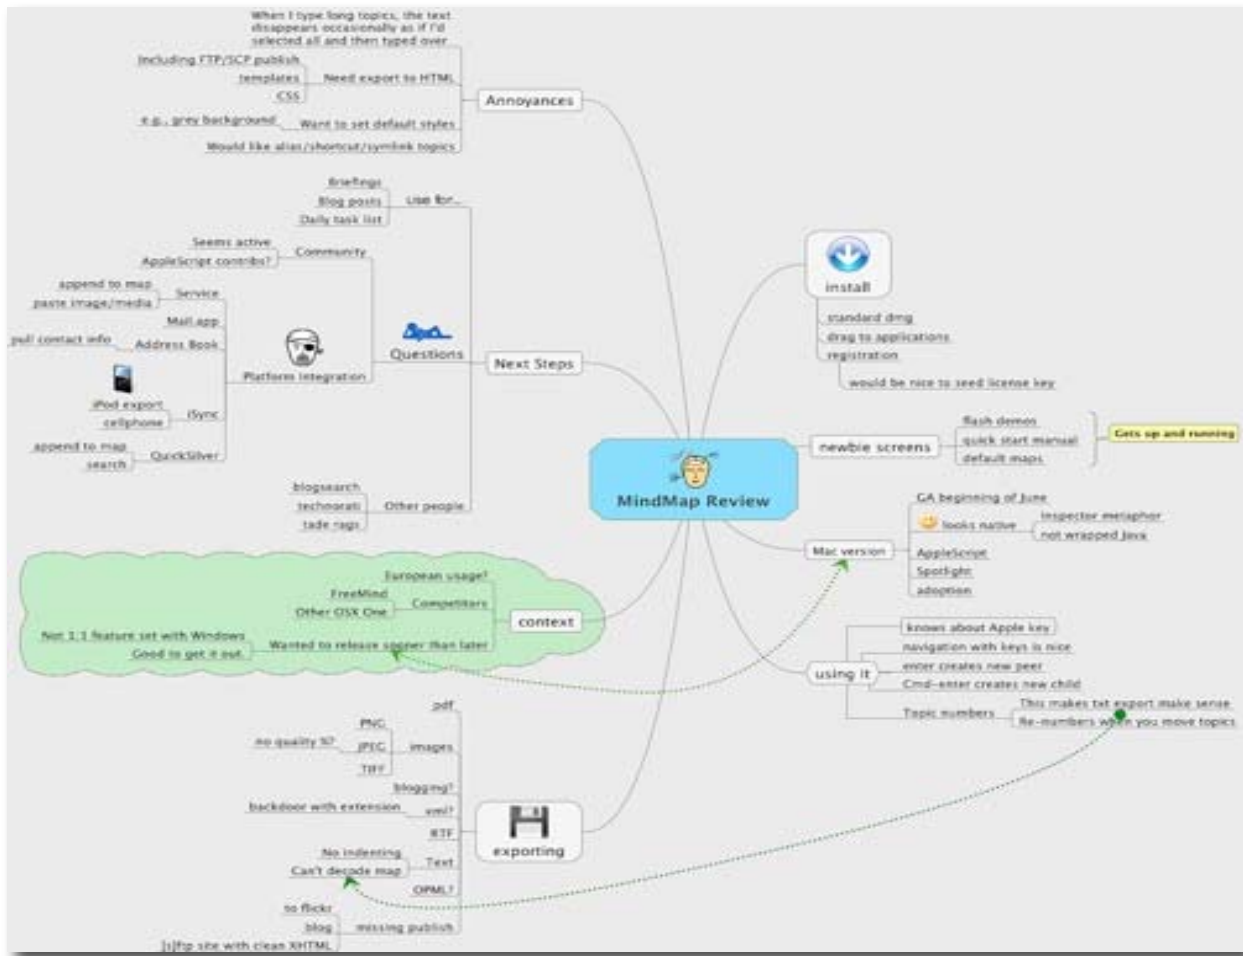 When I type long topics, the text
disappears occasionally as if I'd
selected all and then typed over
Including FTP/SCP publish
templates
CSS
Need export to HTML
e.g., grey background
Want to set default styles
Would like alias/shortcut/symlink topics
Annoyances
Briefings
Blog posts
Daily task list
Use for...
Seems active
AppleScript contribs?
Community
append to map
paste image/media
Service
Mail.app
pull contact info
Address Book
iPod export
cellphone
iSync
append to map
search
QuickSilver
Platform Integration
Questions
blogsearch
technorati
tade rags
Other people
Next Steps
install
standard dmg
drag to applications
registration
would be nice to seed license key
newbie screens
flash demos
quick start manual
default maps
Gets up and running
MindMap Review
Mac version
GA beginning of June
looks native
Inspector metaphor
not wrapped Java
AppleScript
Spotlight
adoption
European usage?
FreeMind
Other OSX One
Competitors
Not 1:1 feature set with Windows
Good to get it out.
Wanted to release sooner than later
context
using it
knows about Apple key
navigation with keys is nice
enter creates new peer
Cmd-enter creates new child
Topic numbers
This makes txt export make sense
Re-numbers when you move topics
pdf
PNG
no quality %?
JPEG
TIFF
images
blogging?
backdoor with extension
xml?
RTF
No indenting
Can't decode map
Text
OPML?
to flickr
blog
[s]ftp site with clean XHTML
missing publish
exporting